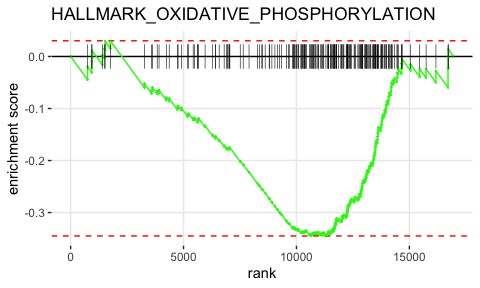 HALLMARK_OXIDATIVE_PHOSPHORYLATION
enrichment score
0.0
-0.1
-0.2
-0.3
0
5000
10000
15000
rank